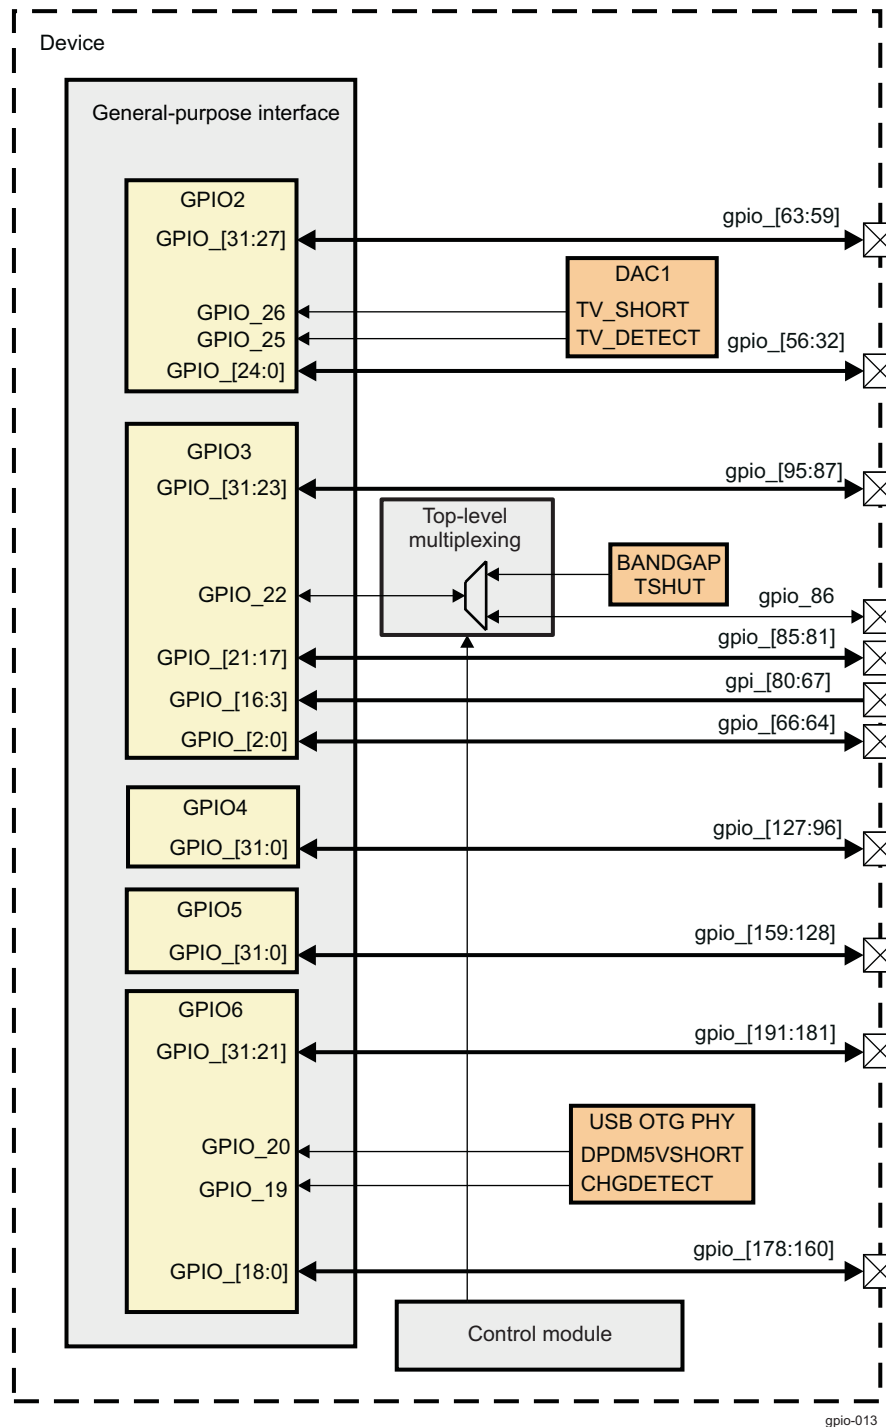 Device
General-purpose interface
GPIO2
GPIO_[31:27]
gpio_[63:59]
DAC1
GPIO_26
TV_SHORT
GPIO_25
TV_DETECT
gpio_[56:32]
GPIO_[24:0]
GPIO3
GPIO_[31:23]
gpio_[95:87]
Top-level
multiplexing
BANDGAP
TSHUT
GPIO_22
gpio_86
GPIO_[21:17]
gpio_[85:81]
GPIO_[16:3]
gpi_[80:67]
GPIO_[2:0]
gpio_[66:64]
GPIO4
GPIO_[31:0]
gpio_[127:96]
GPIO5
GPIO_[31:0]
gpio_[159:128]
GPIO6
GPIO_[31:21]
gpio_[191:181]
USB OTG PHY
GPIO_20
DPDM5VSHORT
GPIO_19
CHGDETECT
GPIO_[18:0]
gpio_[178:160]
Control module
gpio-013